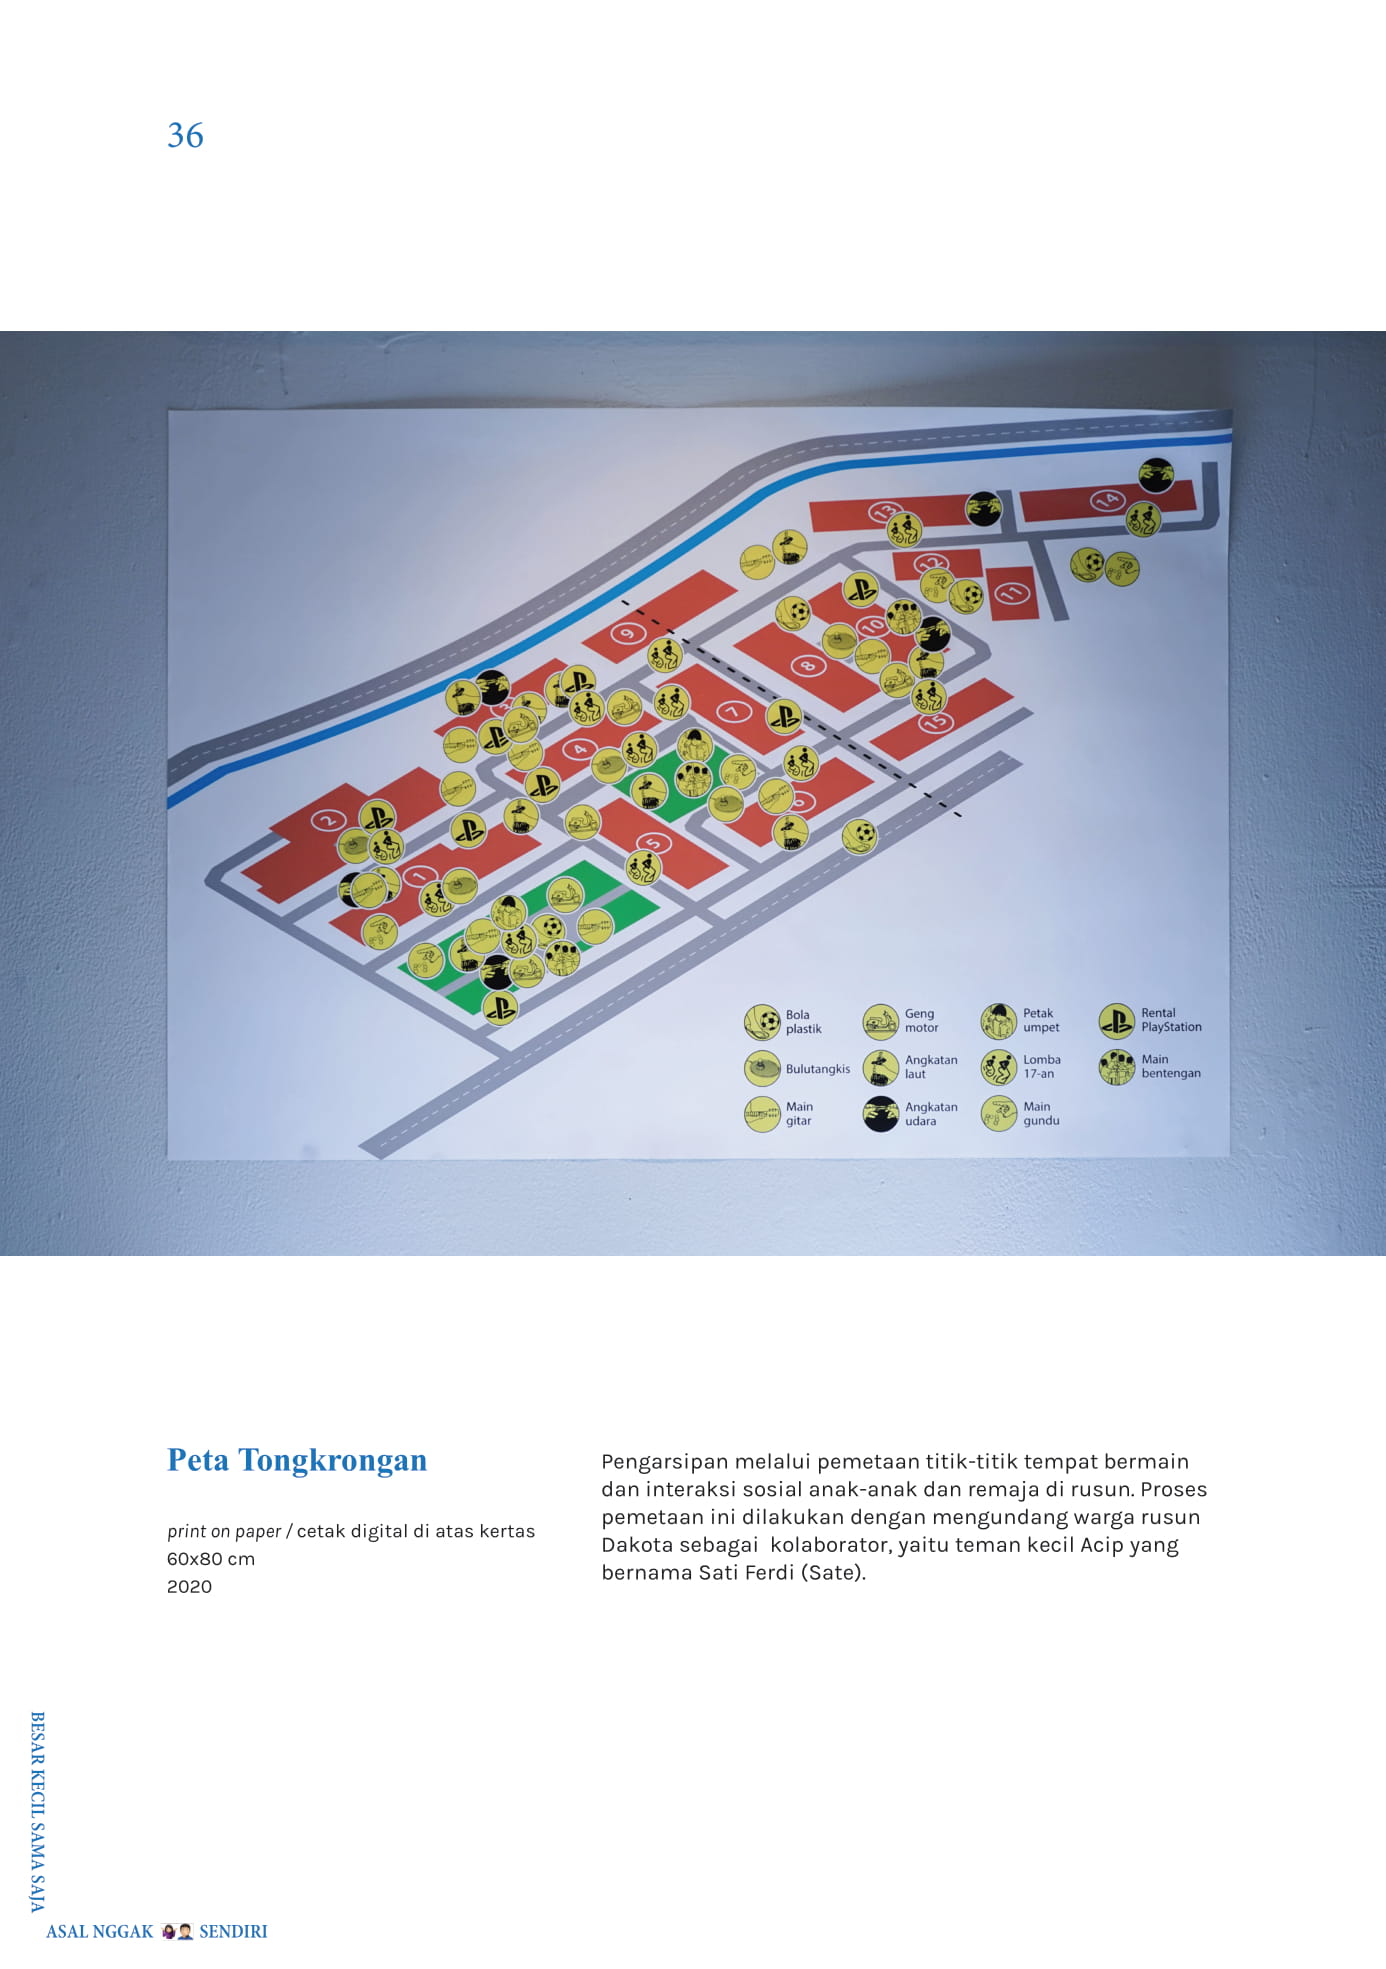 36
13
14
12
11
9
10
8
3
7
15
4
6
2
5
1
Bola
plastik
Geng
motor
Petak
umpet
Rental
PlayStation
Bulutangkis
Angkatan
laut
Lomba
17-an
Main
bentengan
Main
gitar
Angkatan
udara
Main
gundu
Peta Tongkrongan
print on paper / cetak digital di atas kertas
60x80 cm
2020
Pengarsipan melalui pemetaan titik-titik tempat bermain
dan interaksi sosial anak-anak dan remaja di rusun. Proses
pemetaan ini dilakukan dengan mengundang warga rusun
Dakota sebagai kolaborator, yaitu teman kecil Acip yang
bernama Sati Ferdi (Sate).
BESAR KECIL SAMA SAJA
ASAL NGGAK SENDIRI